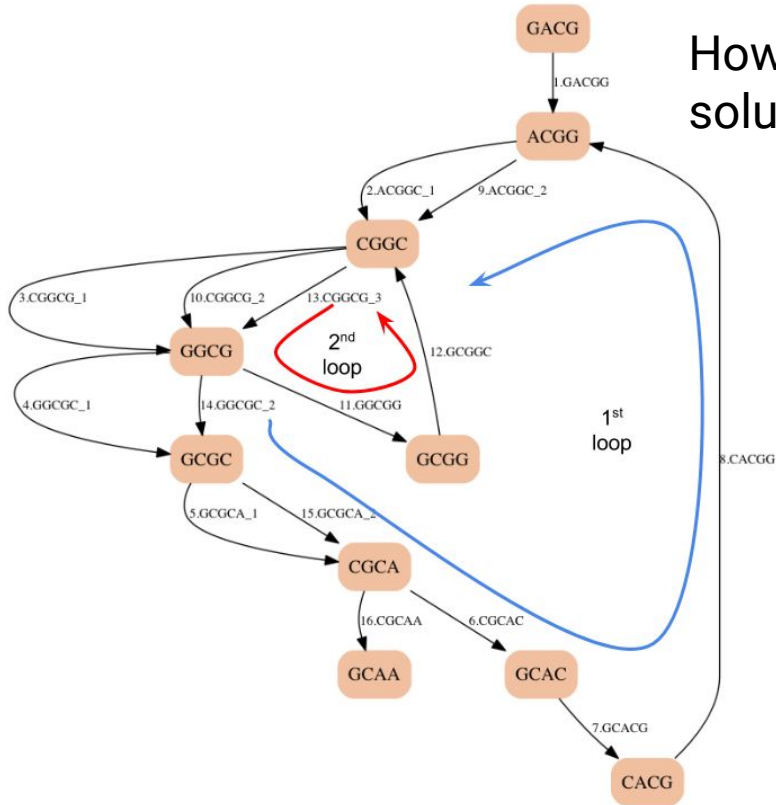 GACG
How
solu
1.GACGG
ACGG
2.ACGGC_1
9.ACGGC_2
CGGC
3.CGGCG_1
10.CGGCG_2
13.CGGCG_3
2nd
loop
12.GCGGC
GGCG
4.GGCGC_1
14.GGCGC_2
11.GGCGG
1st
loop
GCGC
GCGG
8.CACGG
5.GCGCA_1
15.GCGCA_2
CGCA
16.CGCAA
6.CGCAC
GCAA
GCAC
7.GCACG
CACG